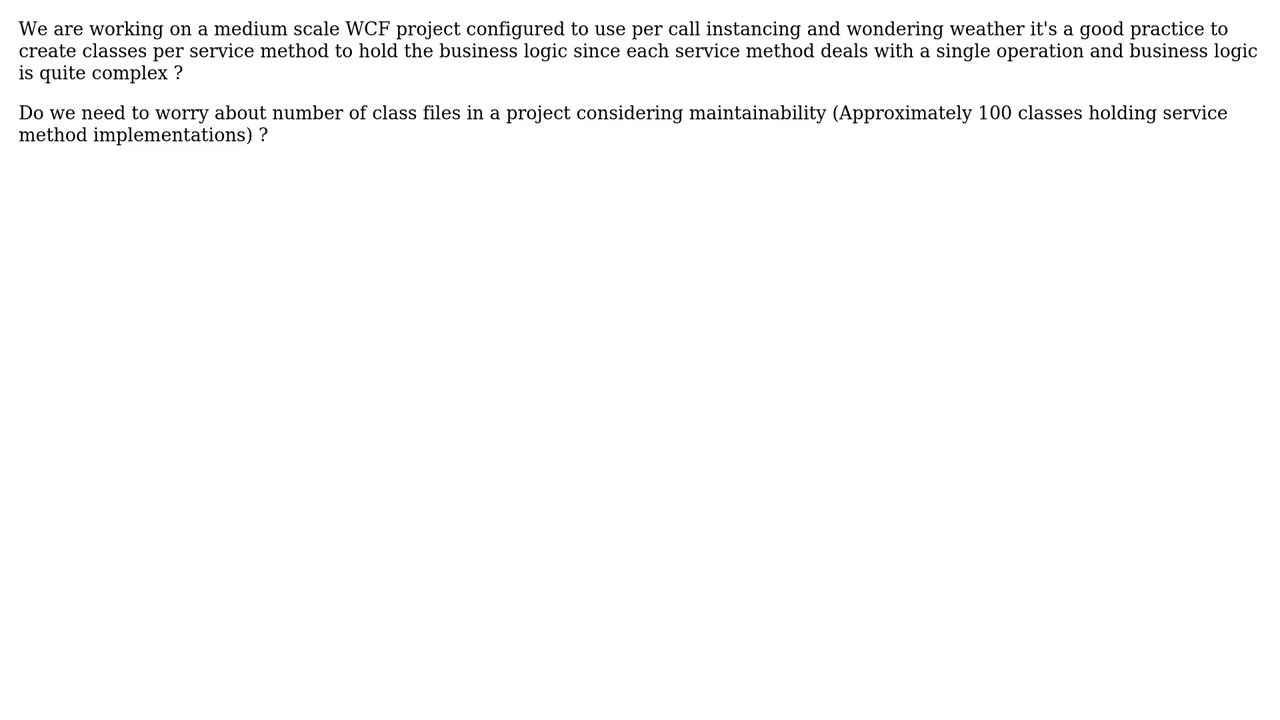 We are working on a medium scale WCF project configured to use per call instancing and wondering weather it's a good practice to
create classes per service method to hold the business logic since each service method deals with a single operation and business logic
is quite complex ?
Do we need to worry about number of class files in a project considering maintainability (Approximately 100 classes holding service
method implementations) ?